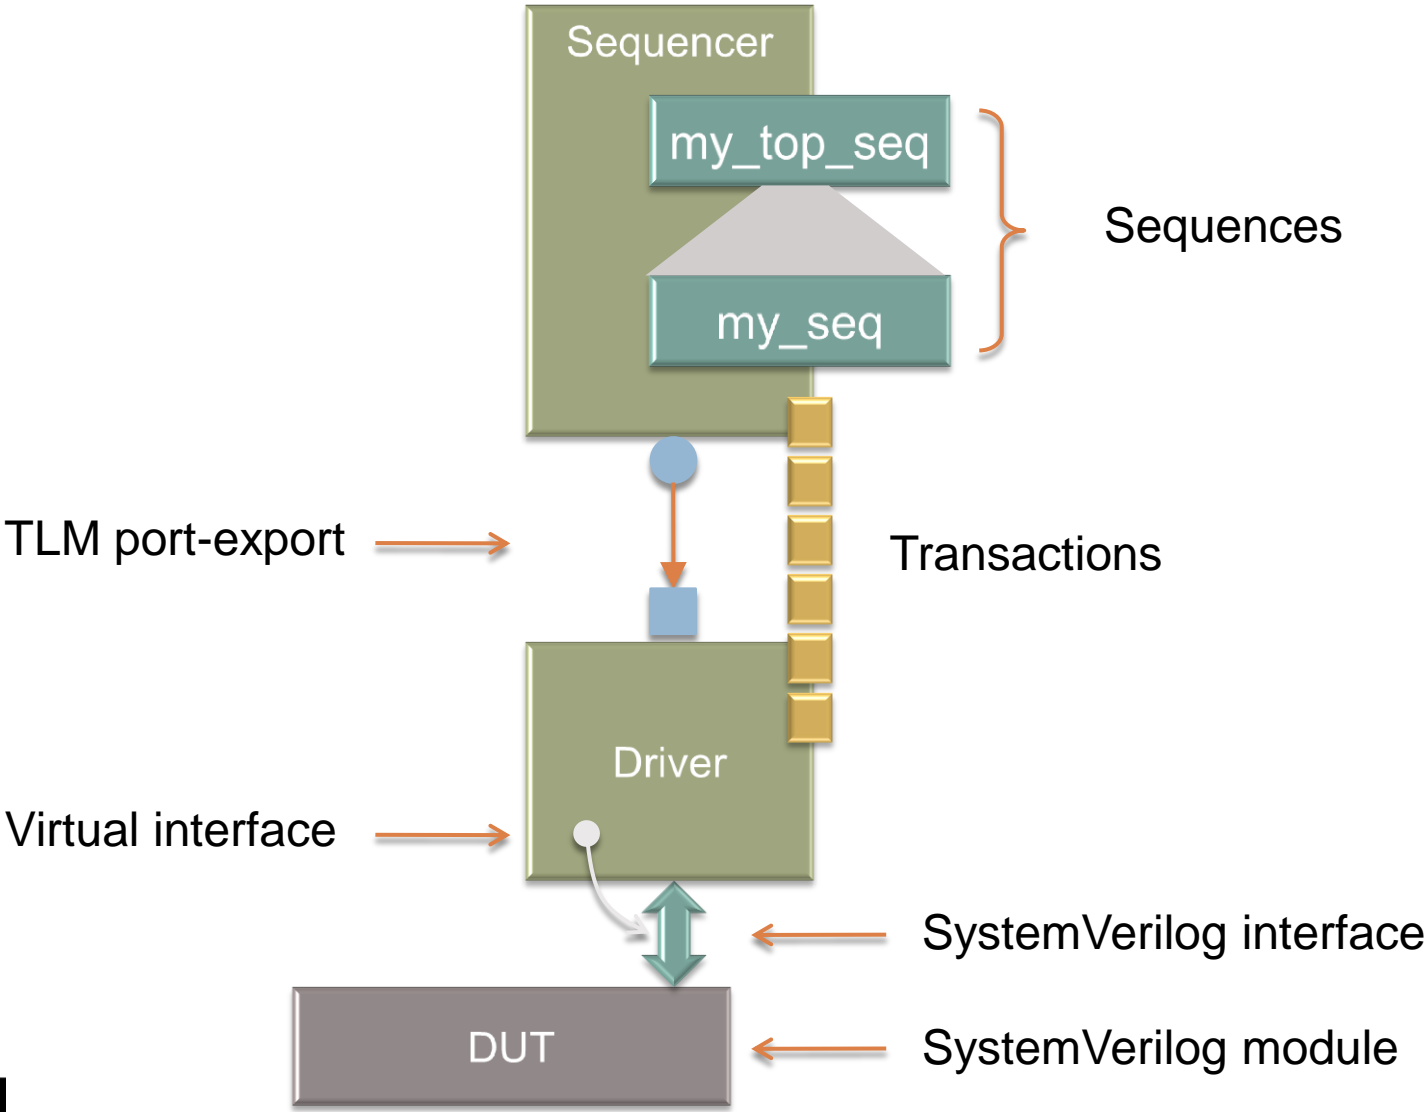 Sequencer
my_top_seq
Sequences
my_seq
TLM port-export
Transactions
Driver
Virtual interface
SystemVerilog interface
DUT
SystemVerilog module